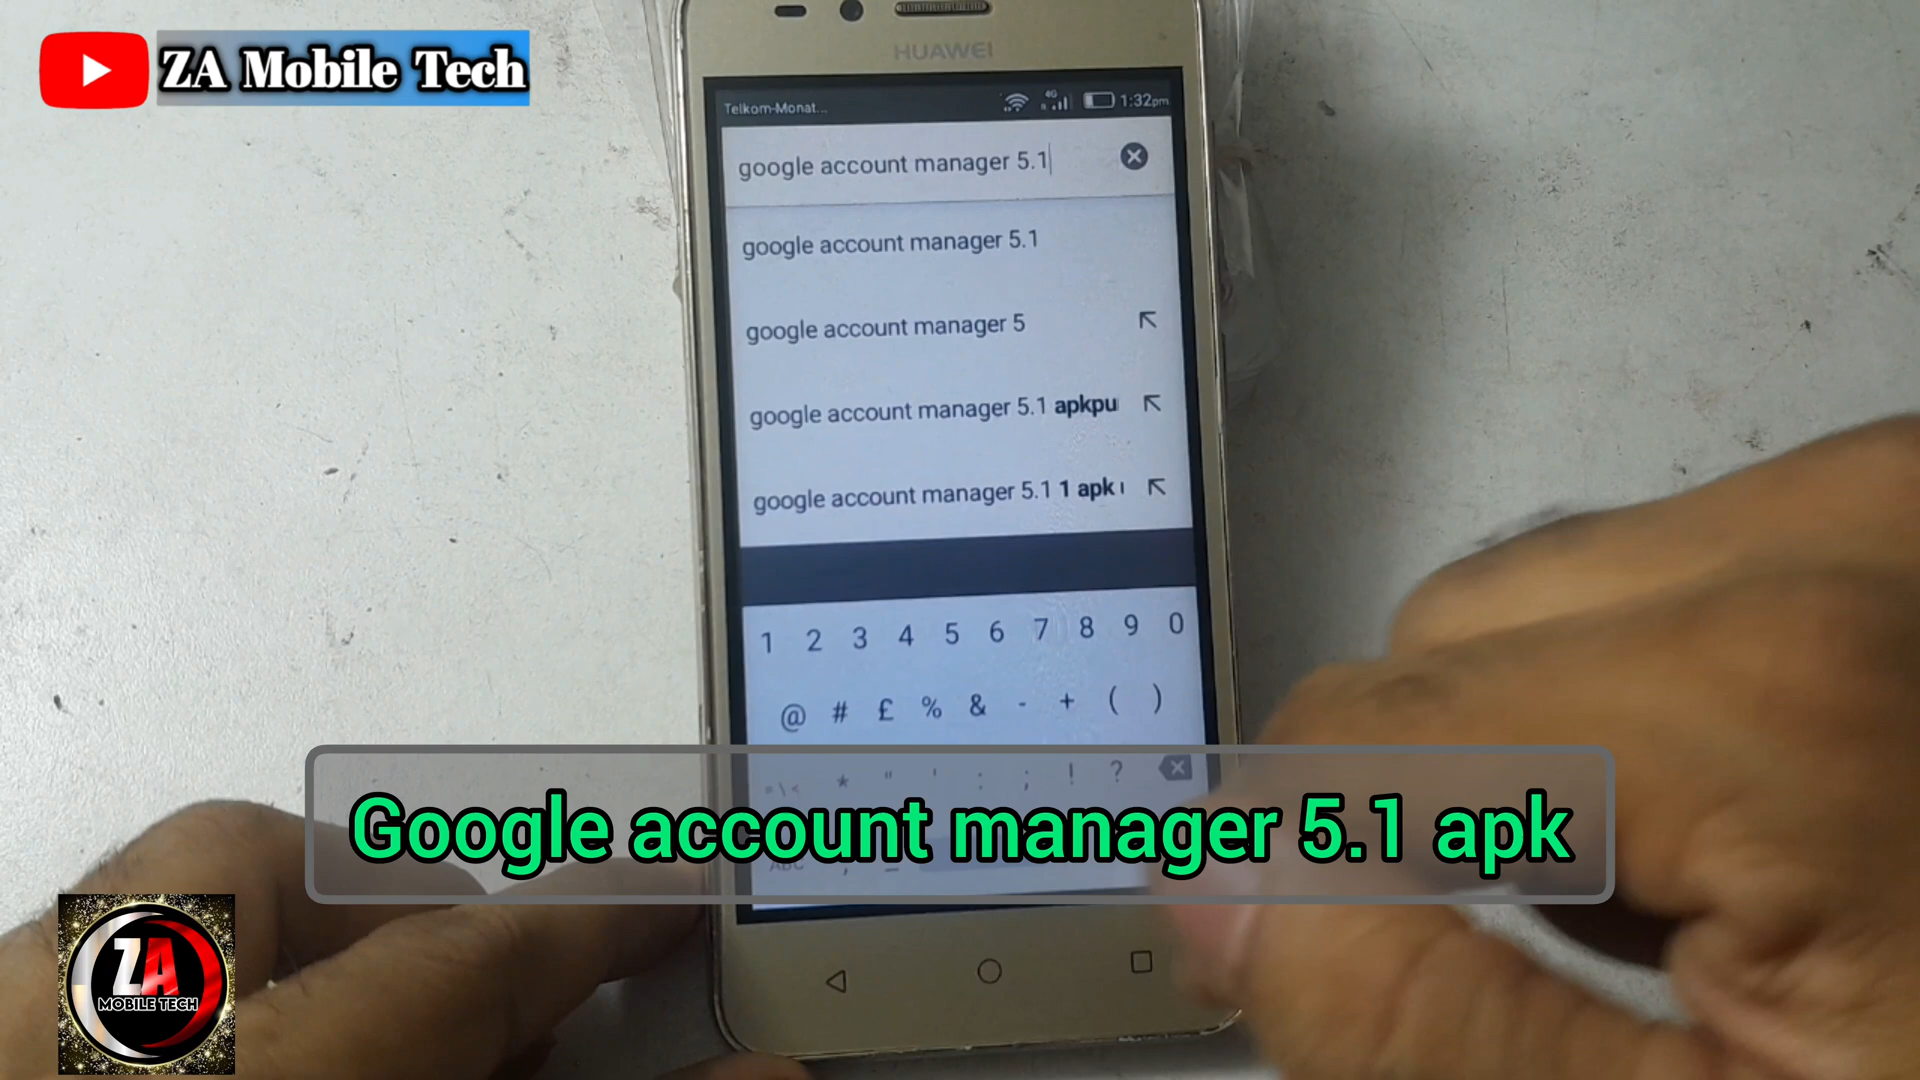 ZA Mobile Tech
HUAWEI
Telkom-Monat...
4G
1:32pm
google account manager 5.1
google account manager 5.1
google account manager 5
google account manager 5.1 apkpu
google account manager 5.1 1 apk
1 2 3 4 5 6 7 8 9 0
@ # £ % & - + ( )
= \ < * " ' : ; ! ?
Google account manager 5.1 apk
ABC , _
ZA
MOBILE TECH